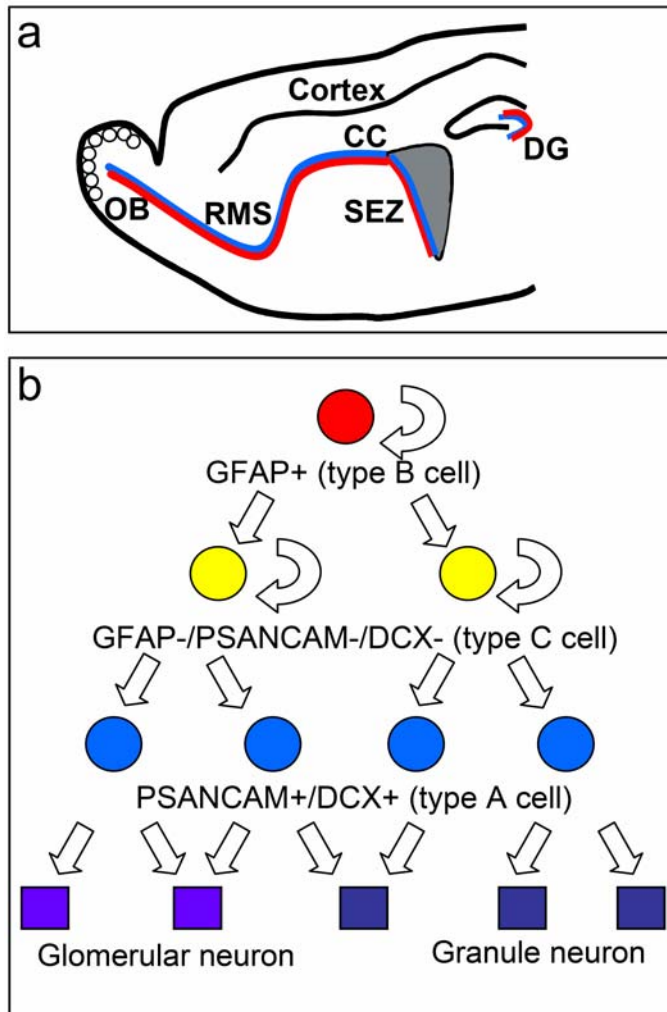 a
Cortex
CC
DG
OB
RMS
SEZ
b
GFAP+ (type B cell)
GFAP-/PSANCAM-/DCX- (type C cell)
PSANCAM+/DCX+ (type A cell)
Glomerular neuron
Granule neuron